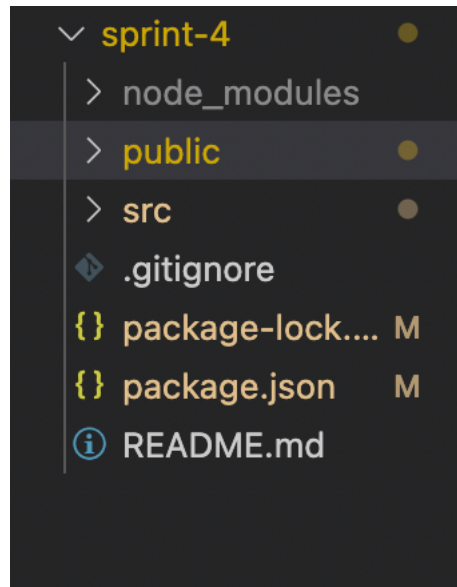 sprint-4
node_modules
public
src
.gitignore
package-lock.... M
package.json M
README.md